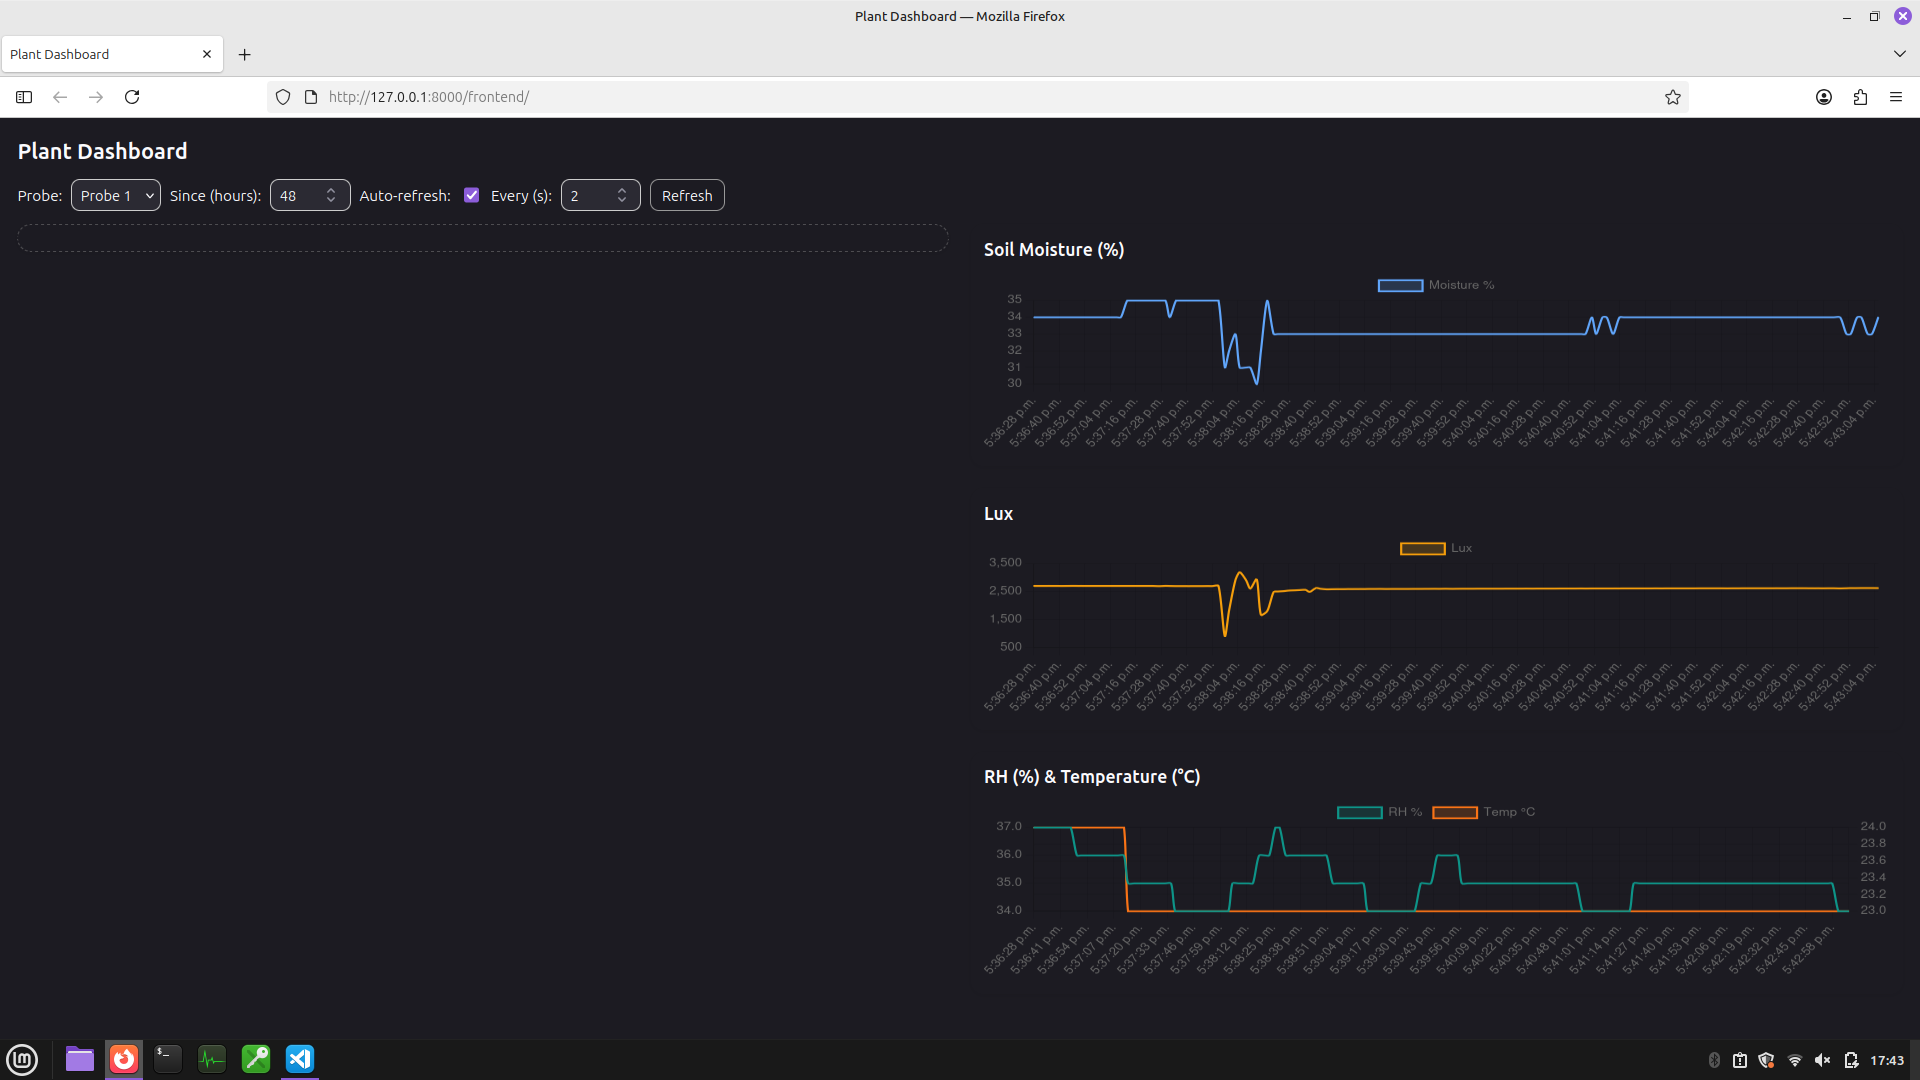 Plant Dashboard — Mozilla Firefox
Plant Dashboard
http://127.0.0.1:8000/frontend/
Plant Dashboard
Probe: Probe 1 Since (hours): 48 Auto-refresh: Every (s): 2 Refresh
Soil Moisture (%)
Moisture %
35
34
33
32
31
30
5:36:28 p.m. 5:36:40 p.m. 5:36:52 p.m. 5:37:04 p.m. 5:37:16 p.m. 5:37:28 p.m. 5:37:40 p.m. 5:37:52 p.m. 5:38:04 p.m. 5:38:16 p.m. 5:38:28 p.m. 5:38:40 p.m. 5:38:52 p.m. 5:39:04 p.m. 5:39:16 p.m. 5:39:28 p.m. 5:39:40 p.m. 5:39:52 p.m. 5:40:04 p.m. 5:40:16 p.m. 5:40:28 p.m. 5:40:40 p.m. 5:40:52 p.m. 5:41:04 p.m. 5:41:16 p.m. 5:41:28 p.m. 5:41:40 p.m. 5:41:52 p.m. 5:42:04 p.m. 5:42:16 p.m. 5:42:28 p.m. 5:42:40 p.m. 5:42:52 p.m. 5:43:04 p.m.
Lux
Lux
3,500
2,500
1,500
500
5:36:28 p.m. 5:36:40 p.m. 5:36:52 p.m. 5:37:04 p.m. 5:37:16 p.m. 5:37:28 p.m. 5:37:40 p.m. 5:37:52 p.m. 5:38:04 p.m. 5:38:16 p.m. 5:38:28 p.m. 5:38:40 p.m. 5:38:52 p.m. 5:39:04 p.m. 5:39:16 p.m. 5:39:28 p.m. 5:39:40 p.m. 5:39:52 p.m. 5:40:04 p.m. 5:40:16 p.m. 5:40:28 p.m. 5:40:40 p.m. 5:40:52 p.m. 5:41:04 p.m. 5:41:16 p.m. 5:41:28 p.m. 5:41:40 p.m. 5:41:52 p.m. 5:42:04 p.m. 5:42:16 p.m. 5:42:28 p.m. 5:42:40 p.m. 5:42:52 p.m. 5:43:04 p.m.
RH (%) & Temperature (°C)
RH % Temp °C
37.0 24.0
23.8
36.0 23.6
35.0 23.4
23.2
34.0 23.0
5:36:28 p.m. 5:36:41 p.m. 5:36:54 p.m. 5:37:07 p.m. 5:37:20 p.m. 5:37:33 p.m. 5:37:46 p.m. 5:37:59 p.m. 5:38:12 p.m. 5:38:25 p.m. 5:38:38 p.m. 5:38:51 p.m. 5:39:04 p.m. 5:39:17 p.m. 5:39:30 p.m. 5:39:43 p.m. 5:39:56 p.m. 5:40:09 p.m. 5:40:22 p.m. 5:40:35 p.m. 5:40:48 p.m. 5:41:01 p.m. 5:41:14 p.m. 5:41:27 p.m. 5:41:40 p.m. 5:41:53 p.m. 5:42:06 p.m. 5:42:19 p.m. 5:42:32 p.m. 5:42:45 p.m. 5:42:58 p.m.
17:43